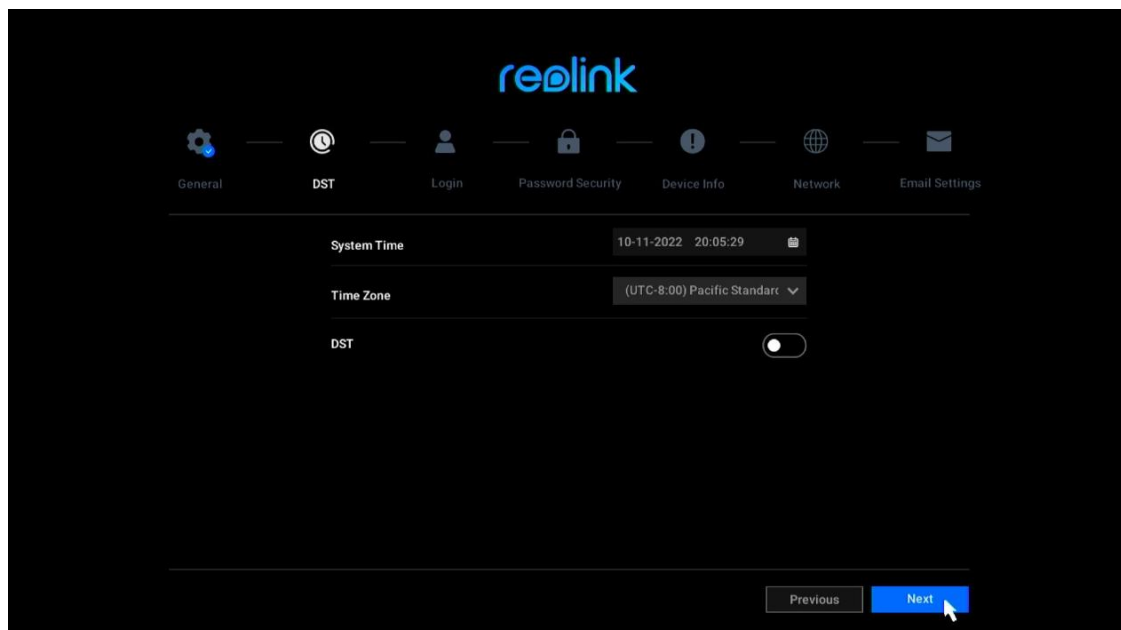 reolink
General DST Login Password Security Device Info Network Email Settings
System Time 10-11-2022 20:05:29
Time Zone (UTC-8:00) Pacific Standard
DST
Previous Next